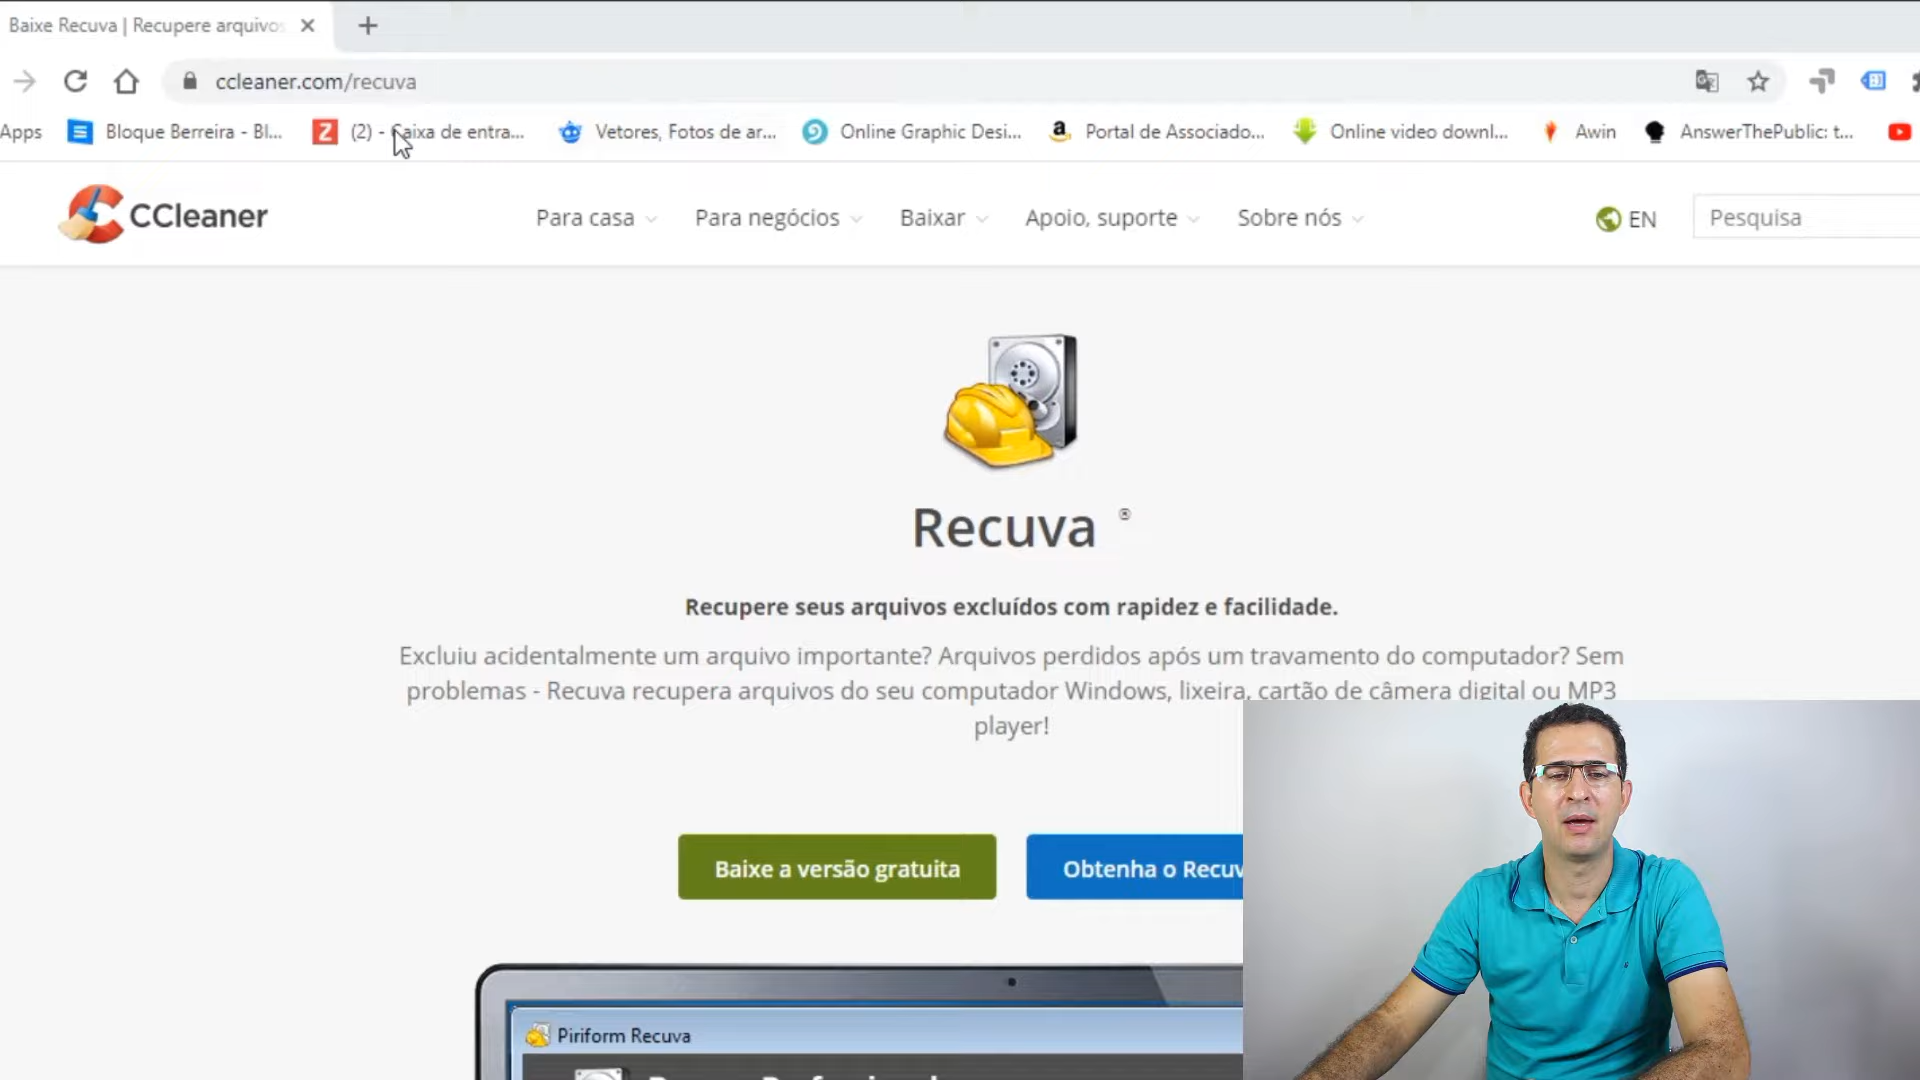 Baixe Recuva | Recupere arquivos
ccleaner.com/recuva
Apps Bloque Berreira - Bl... (2) - Caixa de entra... Vetores, Fotos de ar... Online Graphic Desi... Portal de Associado... Online video downl... Awin AnswerThePublic: t...
CCleaner Para casa Para negócios Baixar Apoio, suporte Sobre nós EN Pesquisa
Recuva ®
Recupere seus arquivos excluídos com rapidez e facilidade.
Excluiu acidentalmente um arquivo importante? Arquivos perdidos após um travamento do computador? Sem
problemas - Recuva recupera arquivos do seu computador Windows, lixeira, cartão de câmera digital ou MP3
player!
Baixe a versão gratuita Obtenha o Recuv
Piriform Recuva